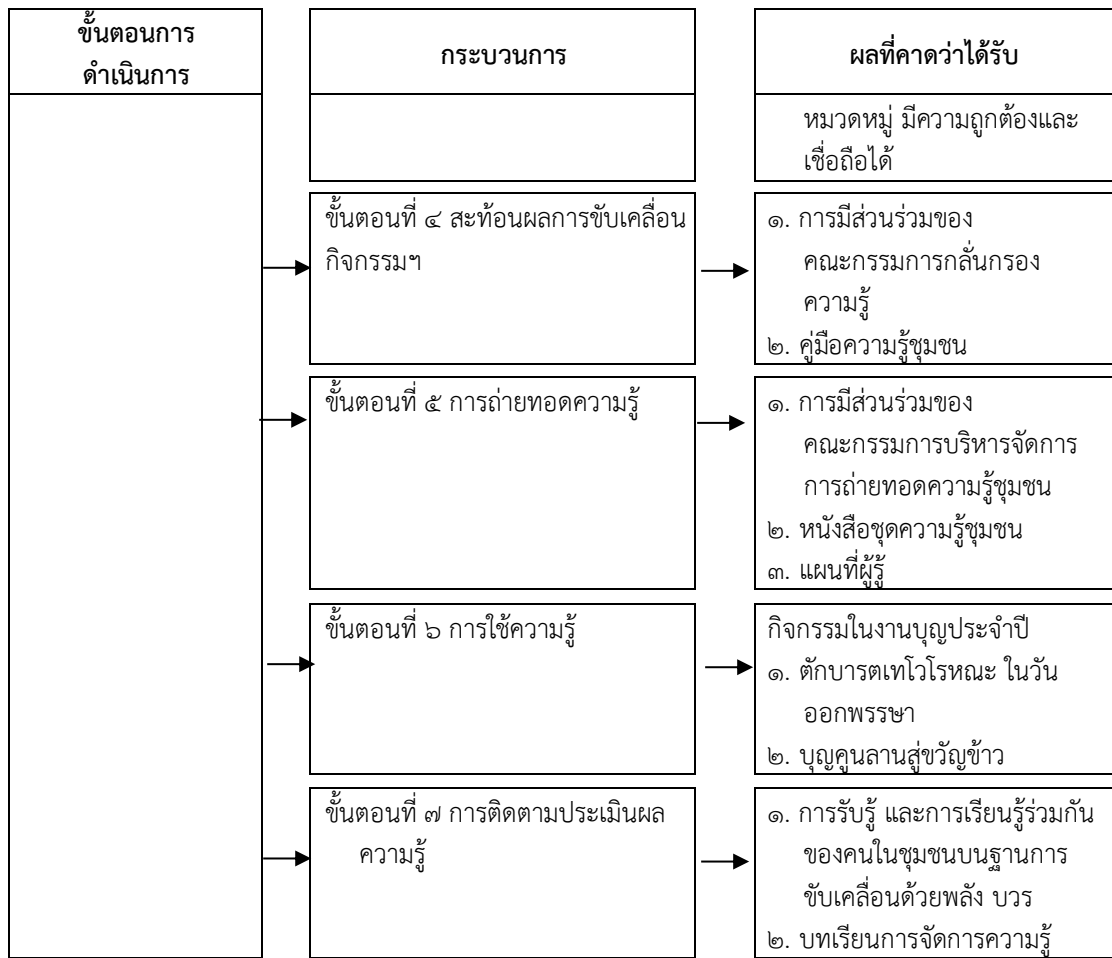 ขั้นตอนการ
ดำเนินการ
กระบวนการ
ผลที่คาดว่าได้รับ
หมวดหมู่ มีความถูกต้องและ
เชื่อถือได้
ขั้นตอนที่ ๔ สะท้อนผลการขับเคลื่อน
กิจกรรมฯ
๑. การมีส่วนร่วมของ
คณะกรรมการกลั่นกรอง
ความรู้
๒. คู่มือความรู้ชุมชน
ขั้นตอนที่ ๕ การถ่ายทอดความรู้
๑. การมีส่วนร่วมของ
คณะกรรมการบริหารจัดการ
การถ่ายทอดความรู้ชุมชน
๒. หนังสือชุดความรู้ชุมชน
๓. แผนที่ผู้รู้
ขั้นตอนที่ ๖ การใช้ความรู้
กิจกรรมในงานบุญประจำปี
๑. ตักบารตเทโวโรหณะ ในวัน
ออกพรรษา
๒. บุญคูนลานสู่ขวัญข้าว
ขั้นตอนที่ ๗ การติดตามประเมินผล
ความรู้
๑. การรับรู้ และการเรียนรู้ร่วมกัน
ของคนในชุมชนบนฐานการ
ขับเคลื่อนด้วยพลัง บวร
๒. บทเรียนการจัดการความรู้